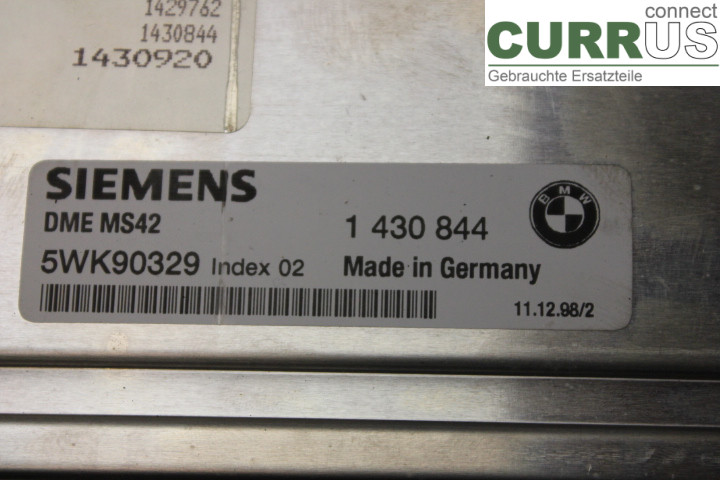 1429762
1430844
1430920
connect
CURRUS
Gebrauchte Ersatzteile
SIEMENS
DME MS42
1 430 844
BMW
5WK90329 Index 02
Made in Germany
11.12.98/2